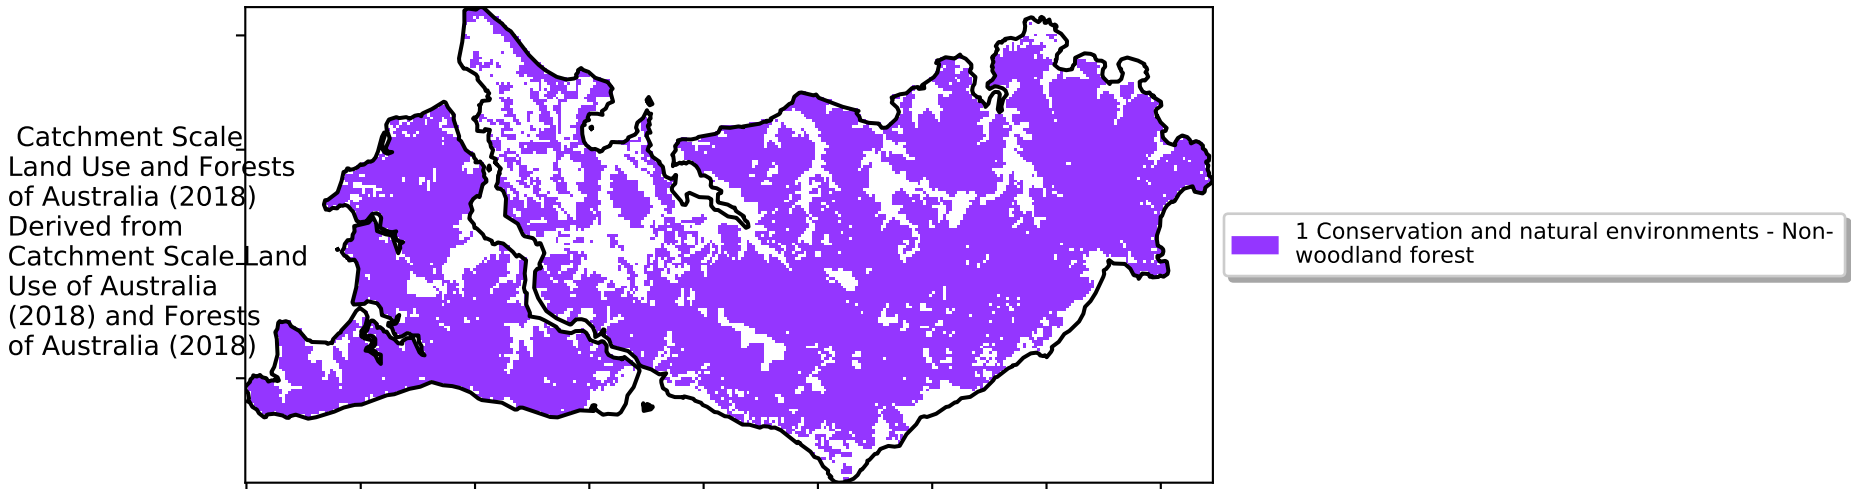 Catchment Scale
Land Use and Forests
of Australia (2018)
Derived from
Catchment Scale Land
Use of Australia
(2018) and Forests
of Australia (2018)
1 Conservation and natural environments - Non-
woodland forest